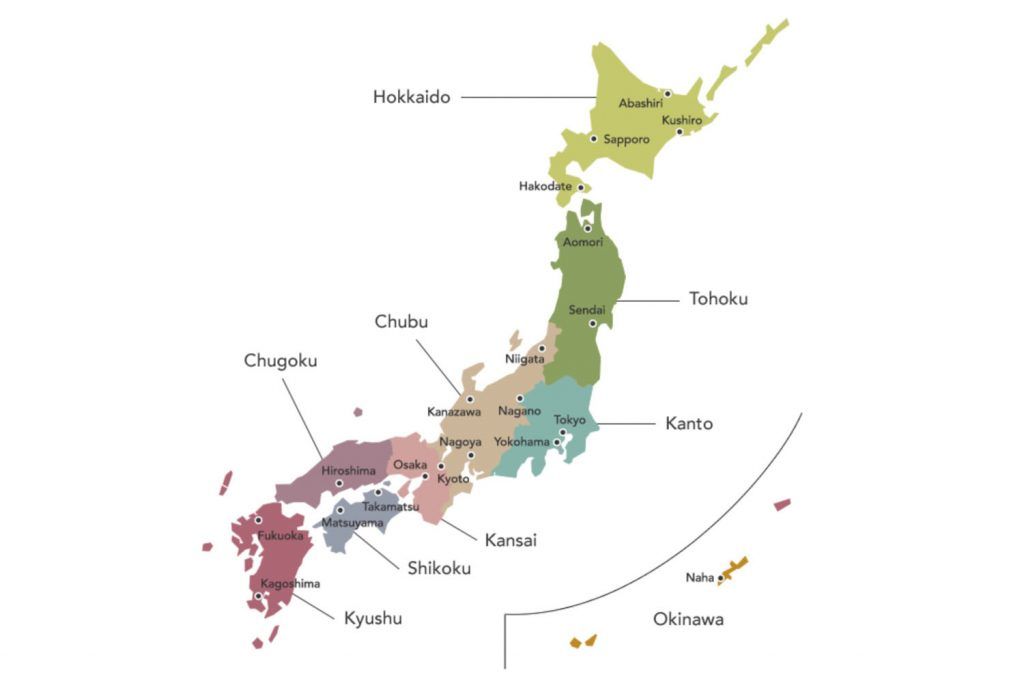 Hokkaido
Abashiri
Kushiro
Sapporo
Hakodate
Aomori
Tohoku
Sendai
Chubu
Niigata
Chugoku
Kanazawa
Nagano
Tokyo
Kanto
Nagoya
Yokohama
Osaka
Hiroshima
Kyoto
Takamatsu
Matsuyama
Fukuoka
Kansai
Shikoku
Naha
Kagoshima
Kyushu
Okinawa